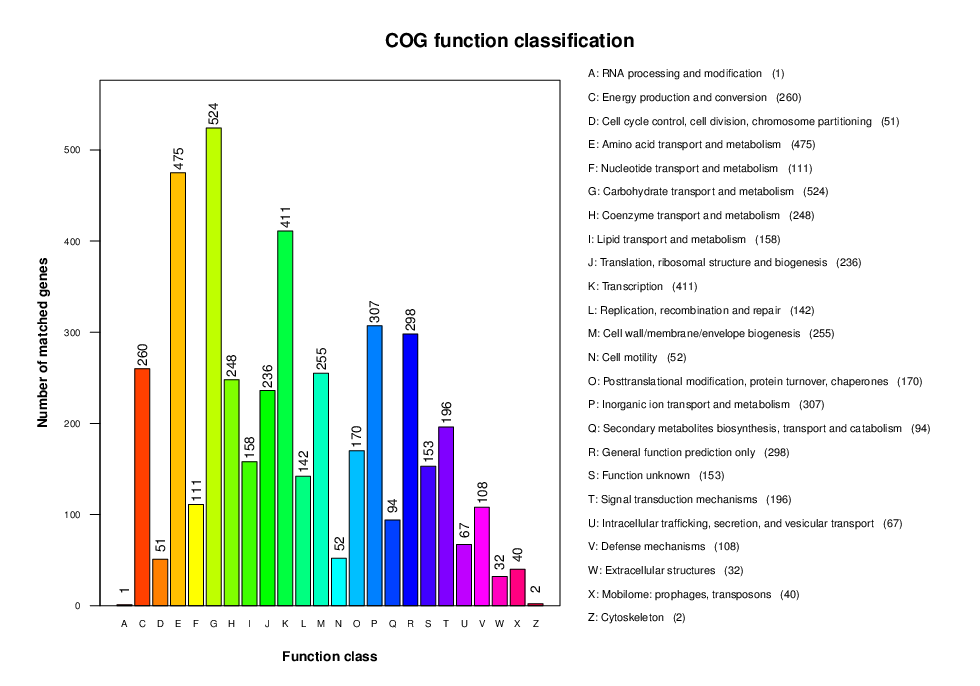 COG function classification
Number of matched genes
500
400
300
200
100
0
1
260
51
475
111
524
248
158
236
411
142
255
52
170
307
94
298
153
196
67
108
32
40
2
A C D E F G H I J K L M N O P Q R S T U V W X Z
Function class
A: RNA processing and modification (1)
C: Energy production and conversion (260)
D: Cell cycle control, cell division, chromosome partitioning (51)
E: Amino acid transport and metabolism (475)
F: Nucleotide transport and metabolism (111)
G: Carbohydrate transport and metabolism (524)
H: Coenzyme transport and metabolism (248)
I: Lipid transport and metabolism (158)
J: Translation, ribosomal structure and biogenesis (236)
K: Transcription (411)
L: Replication, recombination and repair (142)
M: Cell wall/membrane/envelope biogenesis (255)
N: Cell motility (52)
O: Posttranslational modification, protein turnover, chaperones (170)
P: Inorganic ion transport and metabolism (307)
Q: Secondary metabolites biosynthesis, transport and catabolism (94)
R: General function prediction only (298)
S: Function unknown (153)
T: Signal transduction mechanisms (196)
U: Intracellular trafficking, secretion, and vesicular transport (67)
V: Defense mechanisms (108)
W: Extracellular structures (32)
X: Mobilome: prophages, transposons (40)
Z: Cytoskeleton (2)